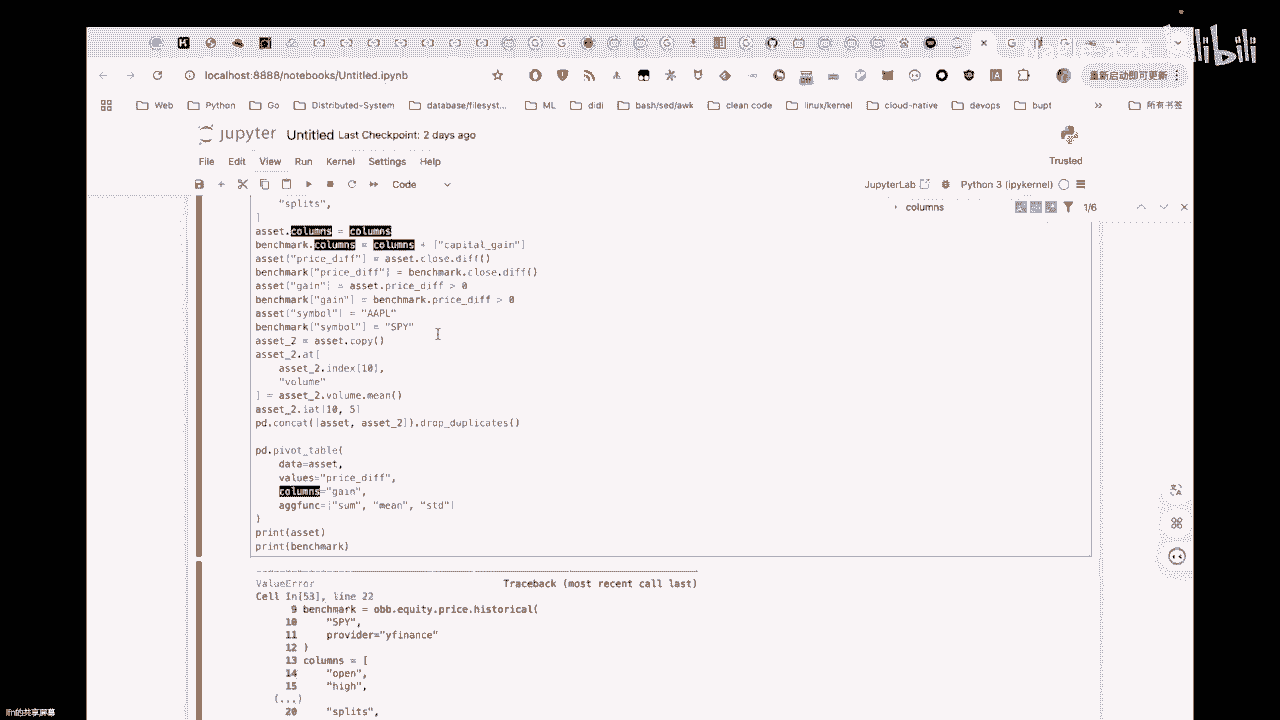 bilibili
localhost:8888/notebooks/Untitled.ipynb
重新启动即可更新
Web Python Go Distributed-System database/filesyst... ML didi bash/sed/awk clean code linux/kernel cloud-native devops bupt » 所有书签
jupyter Untitled Last Checkpoint: 2 days ago
File Edit View Run Kernel Settings Help
Trusted
Code
JupyterLab Python 3 (ipykernel)
columns 1/6
"splits",
]
asset.columns = columns
benchmark.columns = columns + ["capital_gain"]
asset["price_diff"] = asset.close.diff()
benchmark["price_diff"] = benchmark.close.diff()
asset["gain"] = asset.price_diff > 0
benchmark["gain"] = benchmark.price_diff > 0
asset["symbol"] = "AAPL"
benchmark["symbol"] = "SPY"
asset_2 = asset.copy()
asset_2.at[
asset_2.index[10],
"volume"
] = asset_2.volume.mean()
asset_2.iat[10, 5]
pd.concat([asset, asset_2]).drop_duplicates()
pd.pivot_table(
data=asset,
values="price_diff",
columns="gain",
aggfunc=["sum", "mean", "std"]
)
print(asset)
print(benchmark)
ValueError Traceback (most recent call last)
Cell In[53], line 22
9 benchmark = obb.equity.price.historical(
10 "SPY",
11 provider="yfinance"
12 )
13 columns = [
14 "open",
15 "high",
(...)
20 "splits",
的共享屏幕